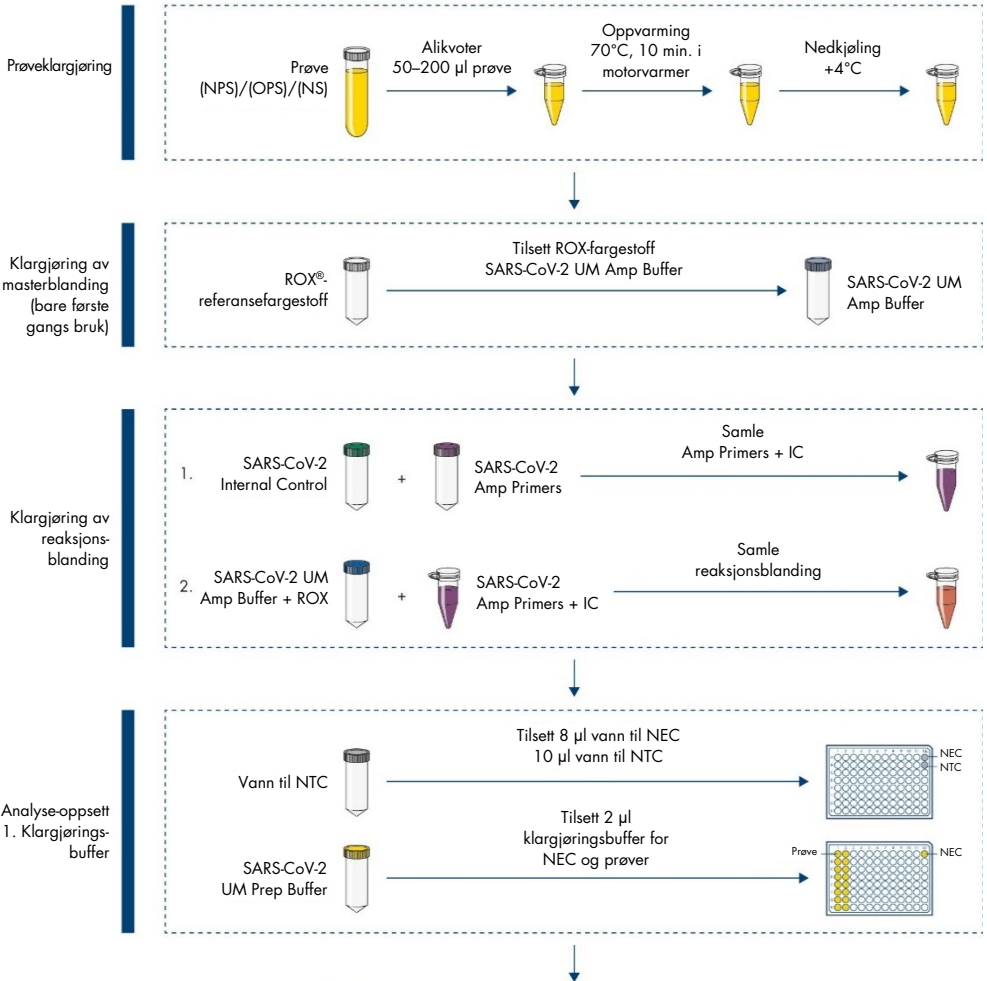 Prøveklargjøring
Prøve
(NPS)/(OPS)/(NS)
Alikvoter
50–200 µl prøve
Oppvarming
70°C, 10 min. i
motorvarmer
Nedkjøling
+4°C
Klargjøring av
masterblanding
(bare første
gangs bruk)
ROX®-
referansefargestoff
Tilsett ROX-fargestoff
SARS-CoV-2 UM Amp Buffer
SARS-CoV-2 UM
Amp Buffer
Klargjøring av
reaksjons-
blanding
1.
SARS-CoV-2
Internal Control
+
SARS-CoV-2
Amp Primers
Samle
Amp Primers + IC
2.
SARS-CoV-2 UM
Amp Buffer + ROX
+
SARS-CoV-2
Amp Primers + IC
Samle
reaksjonsblanding
Analyse-oppsett
1. Klargjørings-
buffer
Vann til NTC
Tilsett 8 µl vann til NEC
10 µl vann til NTC
NEC
NTC
SARS-CoV-2
UM Prep Buffer
Tilsett 2 µl
klargjøringsbuffer for
NEC og prøver
Prøve
NEC